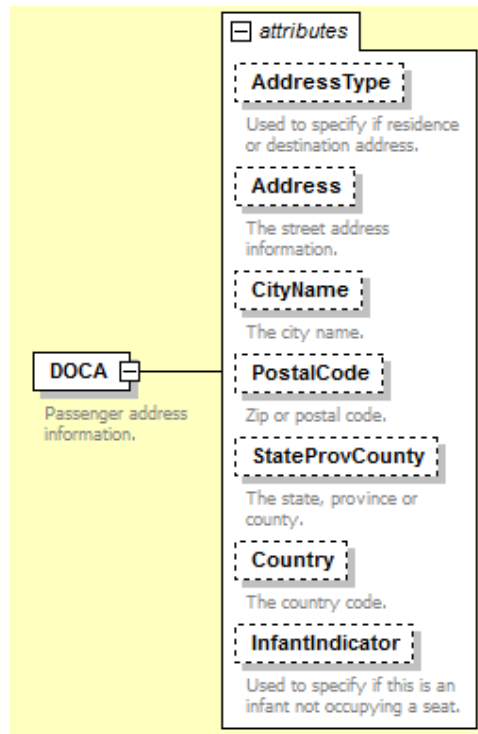 attributes
AddressType
Used to specify if residence
or destination address.
Address
The street address
information.
CityName
The city name.
DOCA
Passenger address
information.
PostalCode
Zip or postal code.
StateProvCounty
The state, province or
county.
Country
The country code.
InfantIndicator
Used to specify if this is an
infant not occupying a seat.